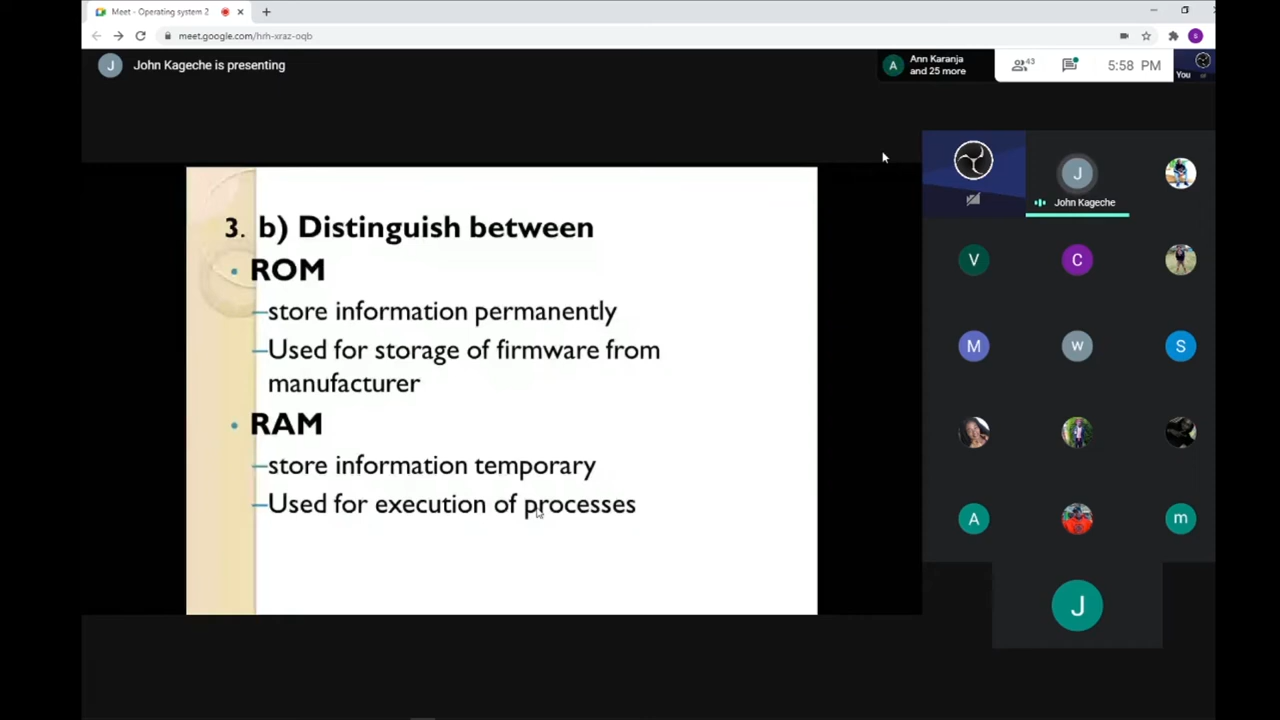 Meet - Operating system 2
meet.google.com/hrh-xraz-oqb
S
J
John Kageche is presenting
A
Ann Karanja
and 25 more
43
5:58 PM
You
3. b) Distinguish between
• ROM
–store information permanently
–Used for storage of firmware from
manufacturer
• RAM
–store information temporary
–Used for execution of processes
J
John Kageche
V
C
M
w
S
A
m
J